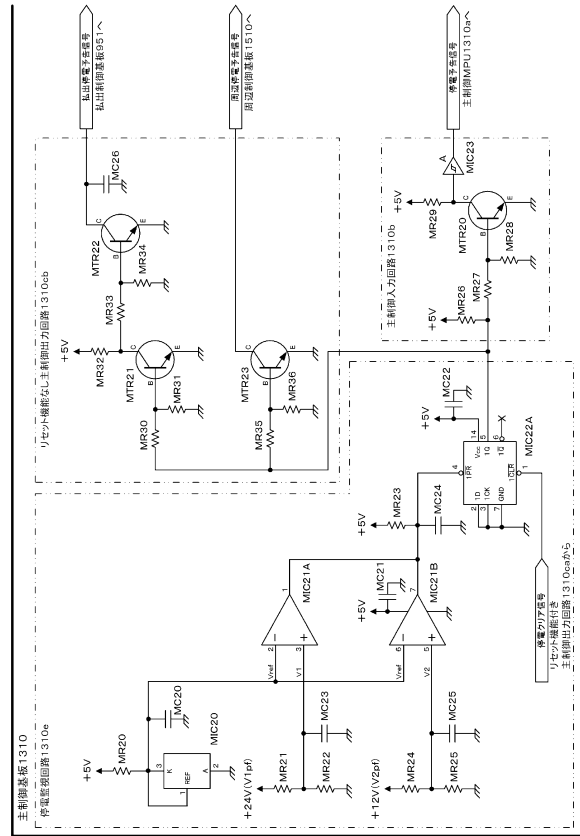 主制御基板1310
停電監視回路1310e
+5V
MR20
MC20
K
3
REF
1
A
2
MIC20
+24V(V1pf)
MR21
MR22
MC23
Vref
2
V1
3
1
MIC21A
+12V(V2pf)
MR24
MR25
MC25
Vref
6
V2
5
7
MIC21B
+5V
MC21
+5V
MR23
MC24
4
1PR
2
1D
3
1CK
7
GND
1CLR
1
Vcc
14
1Q
5
1Q
6
MIC22A
+5V
MC22
停電クリア信号
リセット機能付き
主制御出力回路1310caから
リセット機能なし主制御出力回路1310cb
MR30
MR31
MTR21
B
C
E
+5V
MR32
MR33
MR34
MTR22
B
C
E
MC26
MR35
MR36
MTR23
B
C
E
払出停電予告信号
払出制御基板951へ
周辺停電予告信号
周辺制御基板1510へ
主制御入力回路1310b
+5V
MR26
MR27
MR28
MTR20
B
C
E
+5V
MR29
A
MIC23
停電予告信号
主制御MPU1310aへ